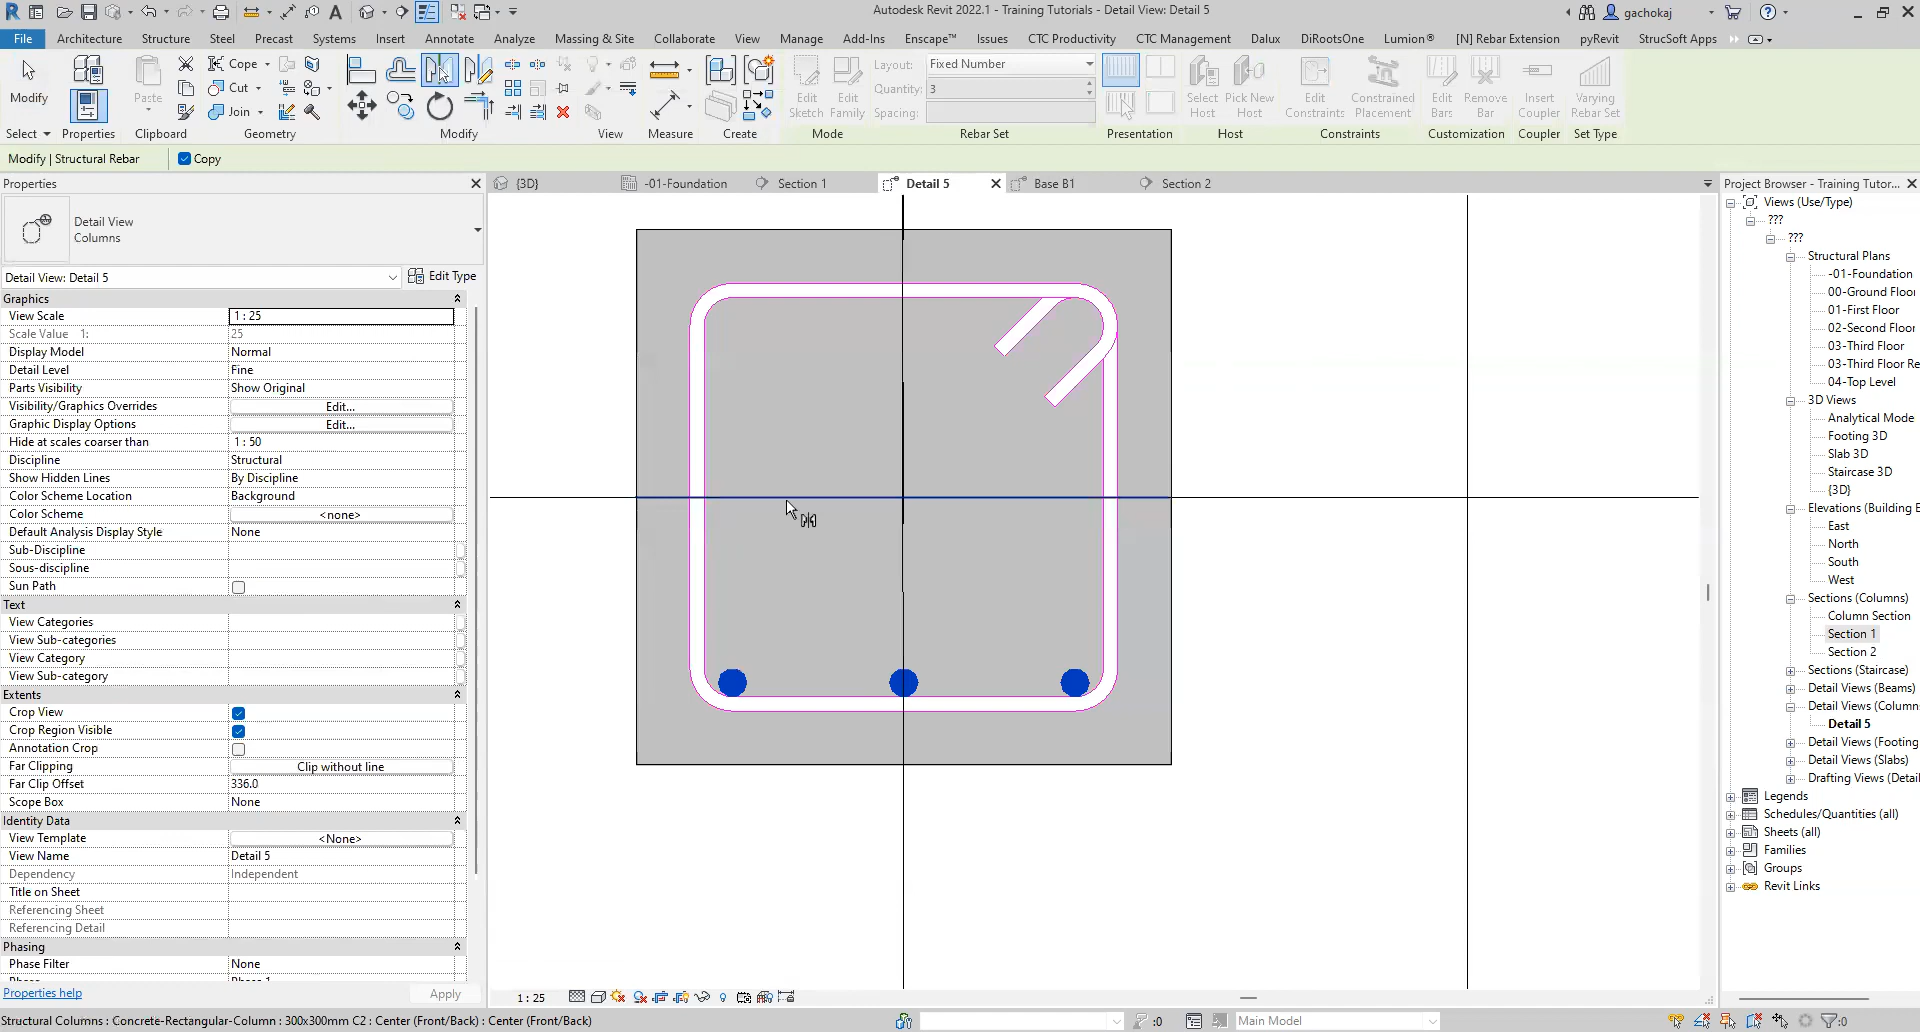 Autodesk Revit 2022.1 - Training Tutorials - Detail View: Detail 5
gachokaj
File Architecture Structure Steel Precast Systems Insert Annotate Analyze Massing & Site Collaborate View Manage Add-Ins Enscape™ Issues CTC Productivity CTC Management Dalux DiRootsOne Lumion® [N] Rebar Extension pyRevit StrucSoft Apps
Cope Layout: Fixed Number
Cut Quantity: 3
Join Spacing:
Modify Paste Edit Sketch Edit Family Select Host Pick New Host Edit Constraints Constrained Placement Edit Bars Remove Bar Insert Coupler Varying Rebar Set
Select Properties Clipboard Geometry Modify View Measure Create Mode Rebar Set Presentation Host Constraints Customization Coupler Set Type
Modify | Structural Rebar Copy
Properties
{3D} -01-Foundation Section 1 Detail 5 Base B1 Section 2
Detail View
Columns
Detail View: Detail 5 Edit Type
Graphics
View Scale 1 : 25
Scale Value 1: 25
Display Model Normal
Detail Level Fine
Parts Visibility Show Original
Visibility/Graphics Overrides Edit...
Graphic Display Options Edit...
Hide at scales coarser than 1 : 50
Discipline Structural
Show Hidden Lines By Discipline
Color Scheme Location Background
Color Scheme <none>
Default Analysis Display Style None
Sub-Discipline
Sous-discipline
Sun Path
Text
View Categories
View Sub-categories
View Category
View Sub-category
Extents
Crop View
Crop Region Visible
Annotation Crop
Far Clipping Clip without line
Far Clip Offset 336.0
Scope Box None
Identity Data
View Template <None>
View Name Detail 5
Dependency Independent
Title on Sheet
Referencing Sheet
Referencing Detail
Phasing
Phase Filter None
Properties help Apply
1 : 25
Project Browser - Training Tutor...
Views (Use/Type)
???
???
Structural Plans
-01-Foundation
00-Ground Floor
01-First Floor
02-Second Floor
03-Third Floor
03-Third Floor Re
04-Top Level
3D Views
Analytical Mode
Footing 3D
Slab 3D
Staircase 3D
{3D}
Elevations (Building E
East
North
South
West
Sections (Columns)
Column Section
Section 1
Section 2
Sections (Staircase)
Detail Views (Beams)
Detail Views (Column
Detail 5
Detail Views (Footing
Detail Views (Slabs)
Drafting Views (Detai
Legends
Schedules/Quantities (all)
Sheets (all)
Families
Groups
Revit Links
Structural Columns : Concrete-Rectangular-Column : 300x300mm C2 : Center (Front/Back) : Center (Front/Back) :0 Main Model :0